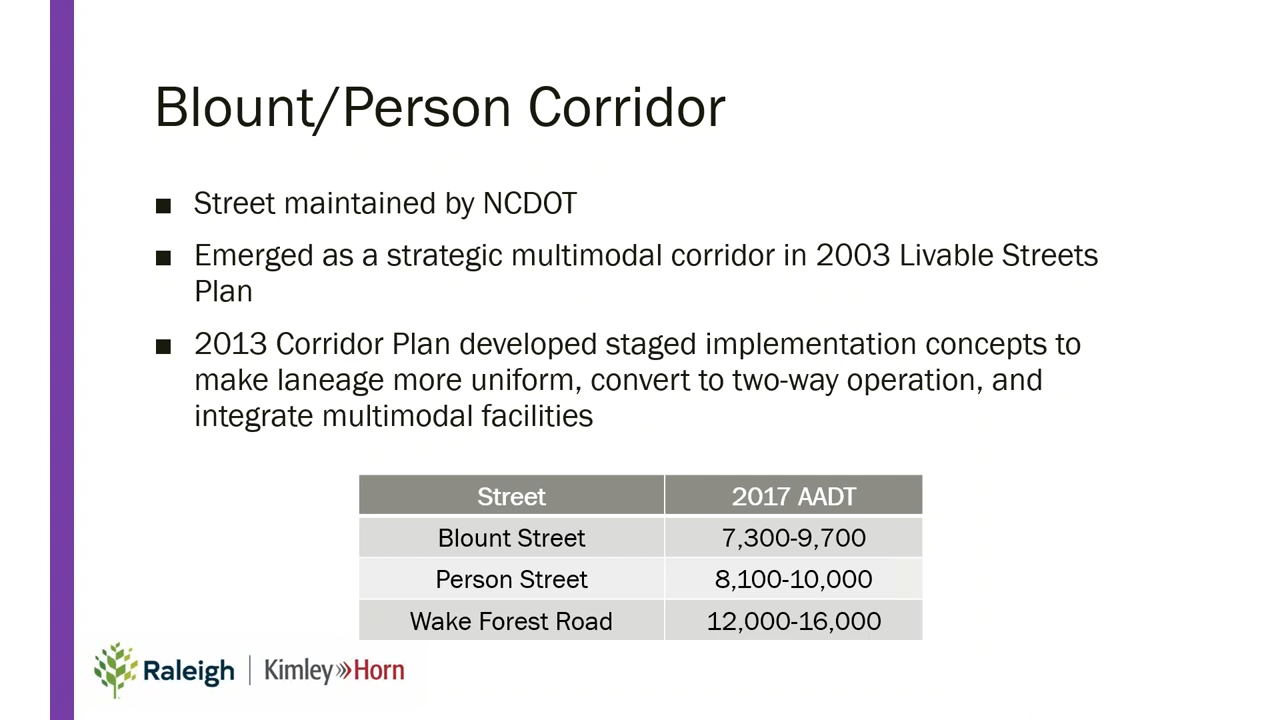 Blount/Person Corridor
■ Street maintained by NCDOT
■ Emerged as a strategic multimodal corridor in 2003 Livable Streets
Plan
■ 2013 Corridor Plan developed staged implementation concepts to
make laneage more uniform, convert to two-way operation, and
integrate multimodal facilities
Street 2017 AADT
Blount Street 7,300-9,700
Person Street 8,100-10,000
Wake Forest Road 12,000-16,000
Raleigh Kimley»Horn